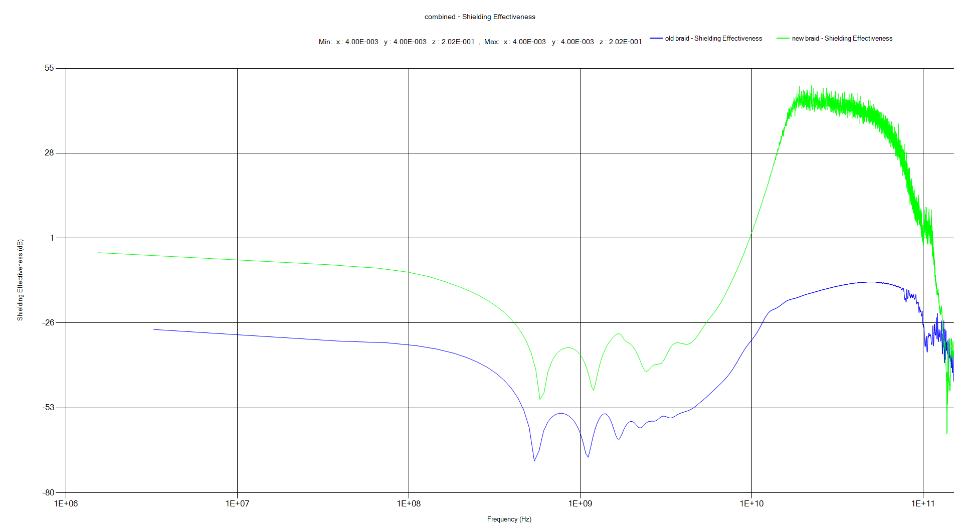 combined - Shielding Effectiveness
Min: x : 4.00E-003 y : 4.00E-003 z : 2.02E-001 , Max: x : 4.00E-003 y : 4.00E-003 z : 2.02E-001
old braid - Shielding Effectiveness
new braid - Shielding Effectiveness
Shielding Effectiveness (dB)
55
28
1
-26
-53
-80
1E+06 1E+07 1E+08 1E+09 1E+10 1E+11
Frequency (Hz)